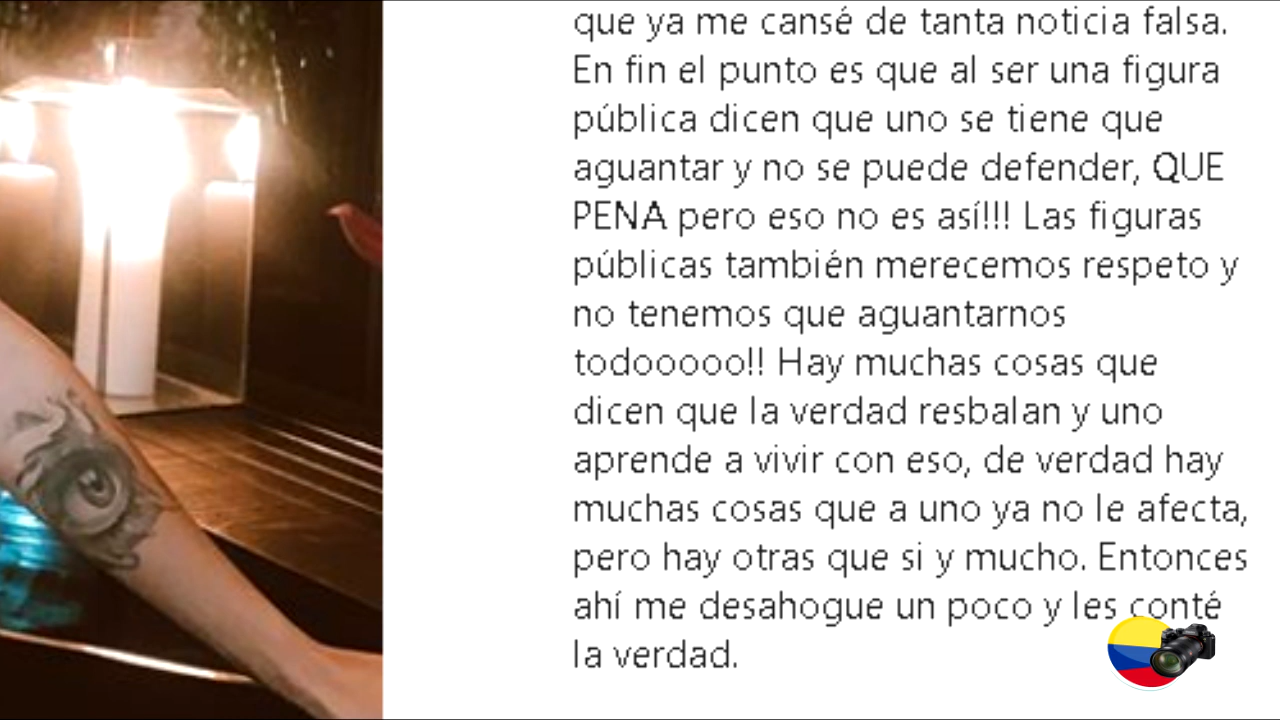 que ya me cansé de tanta noticia falsa.
En fin el punto es que al ser una figura
pública dicen que uno se tiene que
aguantar y no se puede defender, QUE
PENA pero eso no es así!!! Las figuras
públicas también merecemos respeto y
no tenemos que aguantarnos
todooooo!! Hay muchas cosas que
dicen que la verdad resbalan y uno
aprende a vivir con eso, de verdad hay
muchas cosas que a uno ya no le afecta,
pero hay otras que si y mucho. Entonces
ahí me desahogue un poco y les conté
la verdad.